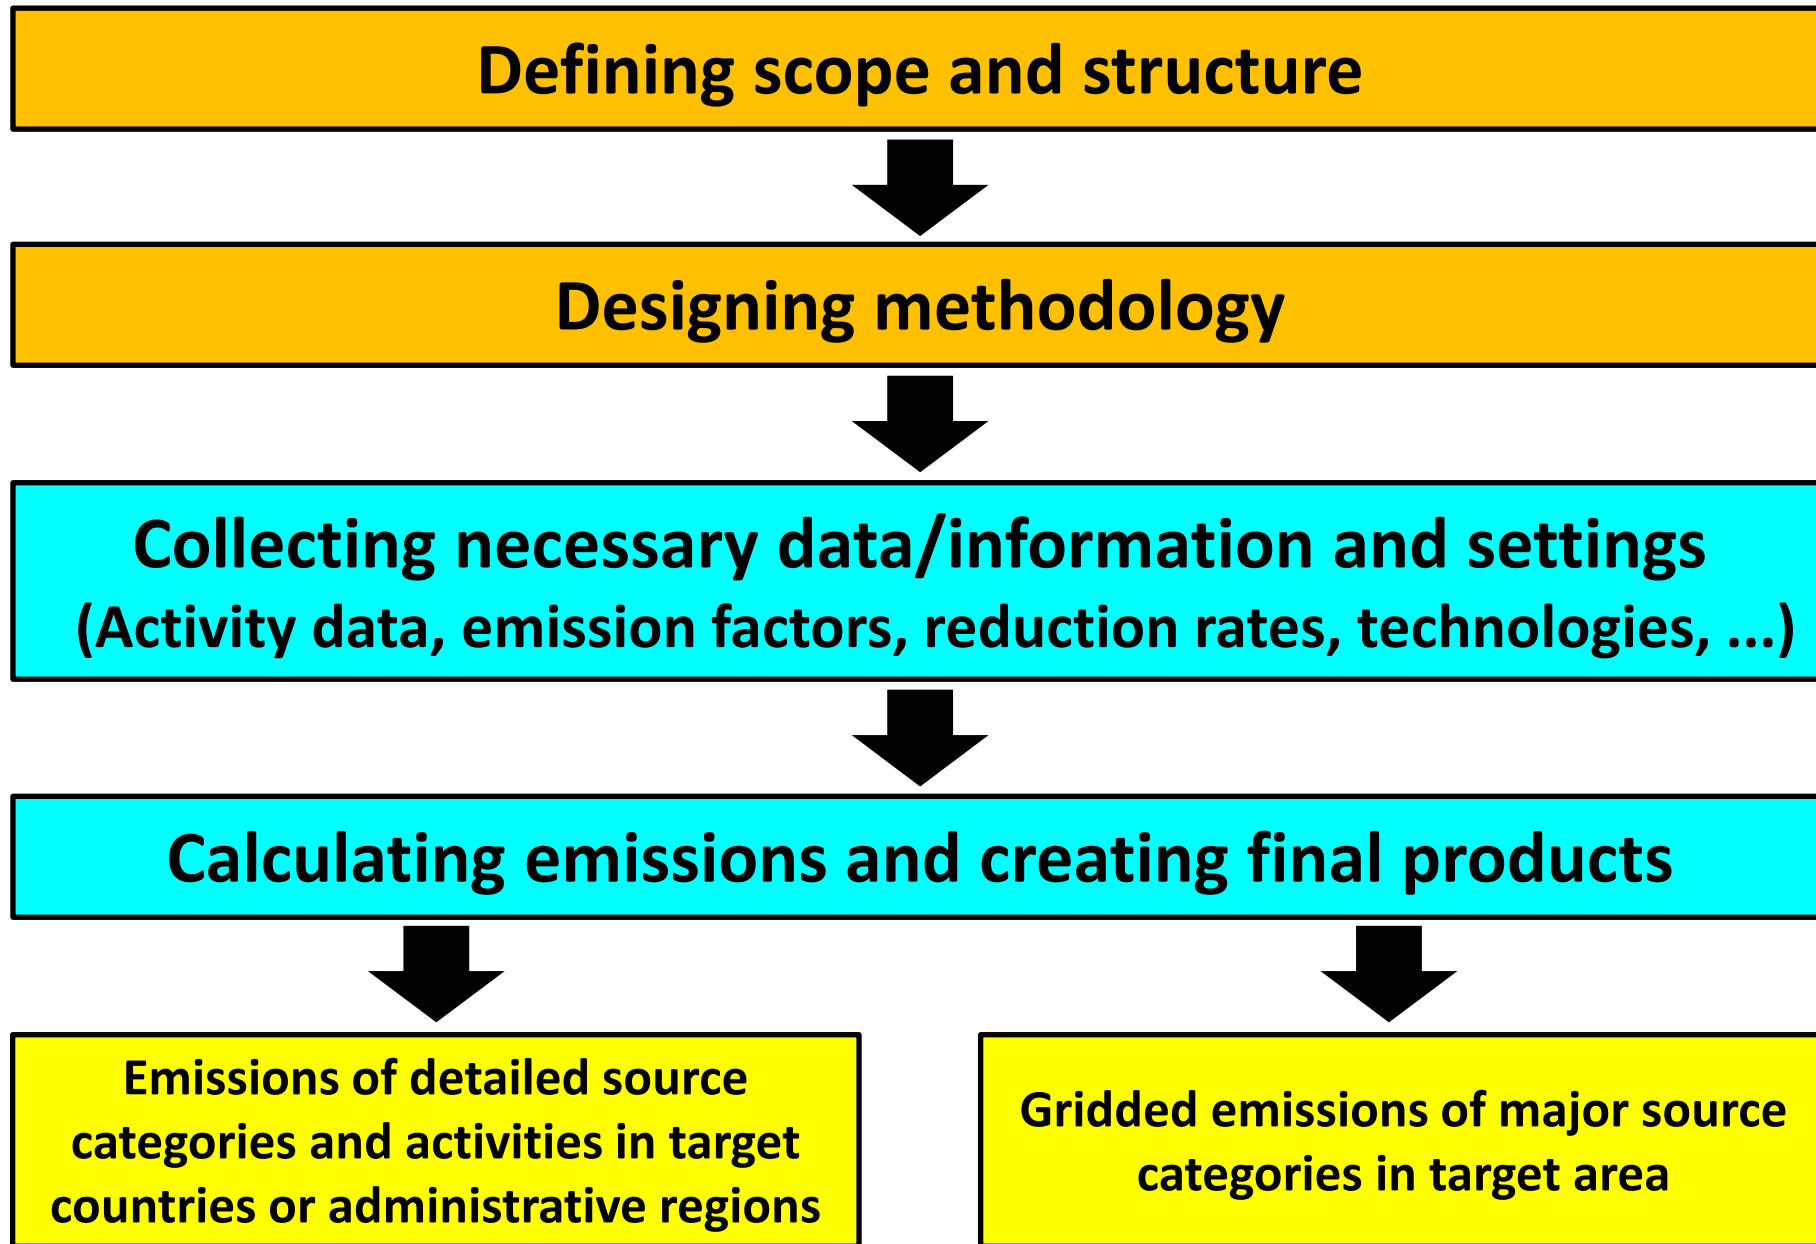 Defining scope and structure
Designing methodology
Collecting necessary data/information and settings
(Activity data, emission factors, reduction rates, technologies, ...)
Calculating emissions and creating final products
Emissions of detailed source
categories and activities in target
countries or administrative regions
Gridded emissions of major source
categories in target area